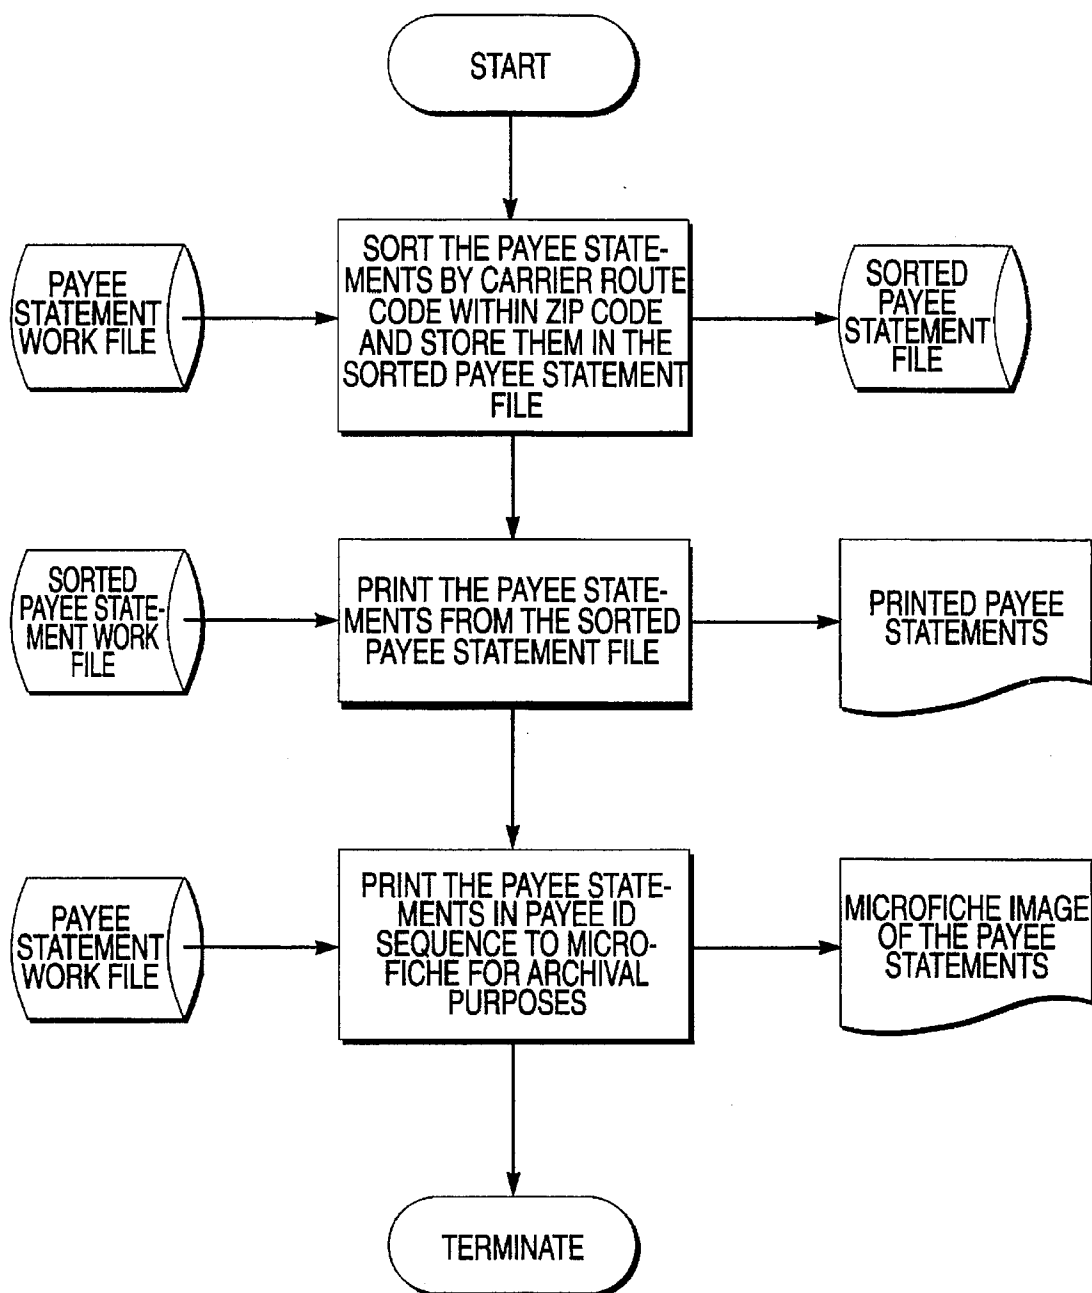 START
PAYEE
STATEMENT
WORK FILE
SORT THE PAYEE STATE-
MENTS BY CARRIER ROUTE
CODE WITHIN ZIP CODE
AND STORE THEM IN THE
SORTED PAYEE STATEMENT
FILE
SORTED
PAYEE
STATEMENT
FILE
SORTED
PAYEE STATE-
MENT WORK
FILE
PRINT THE PAYEE STATE-
MENTS FROM THE SORTED
PAYEE STATEMENT FILE
PRINTED PAYEE
STATEMENTS
PAYEE
STATEMENT
WORK FILE
PRINT THE PAYEE STATE-
MENTS IN PAYEE ID
SEQUENCE TO MICRO-
FICHE FOR ARCHIVAL
PURPOSES
MICROFICHE IMAGE
OF THE PAYEE
STATEMENTS
TERMINATE